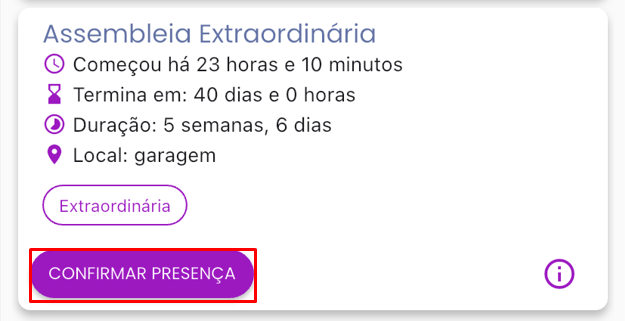 Assembleia Extraordinária
Começou há 23 horas e 10 minutos
Termina em: 40 dias e 0 horas
Duração: 5 semanas, 6 dias
Local: garagem
Extraordinária
CONFIRMAR PRESENÇA